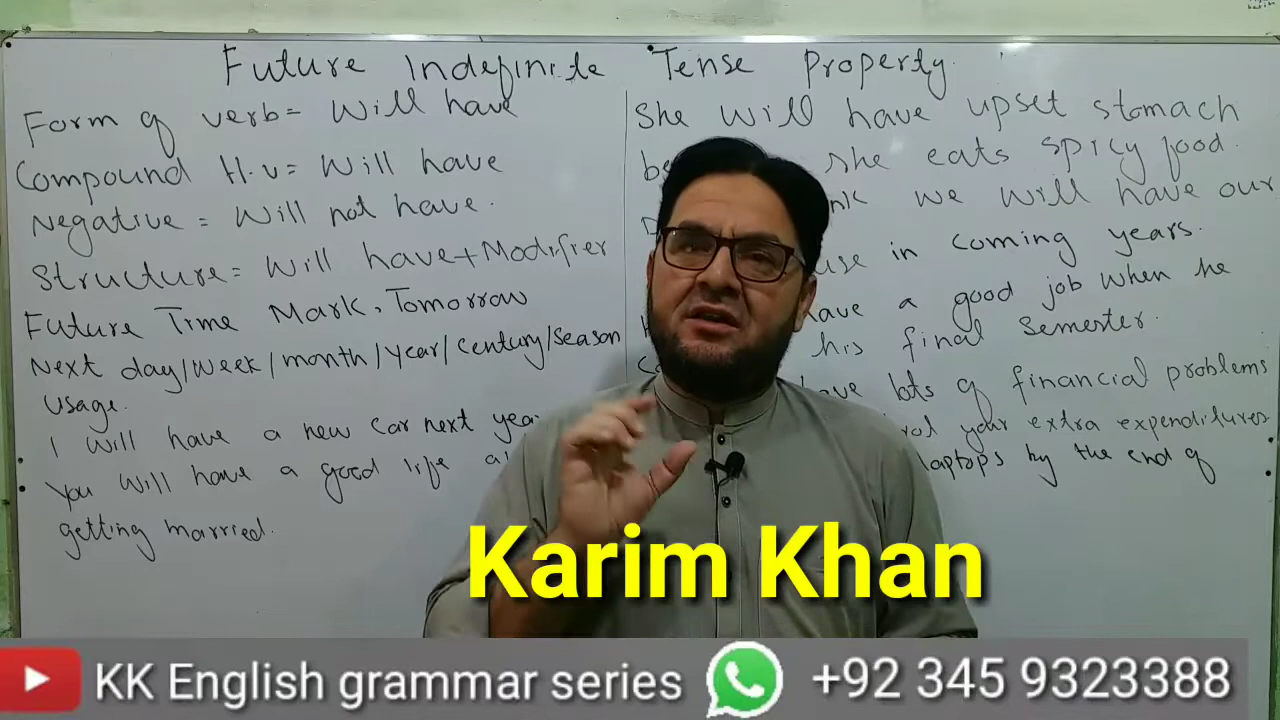 Future Indefinite Tense Property.
Form of verb = Will have
Compound H.v = Will have
Negative = Will not have.
Structure = Will have + Modifier
Future Time Mark, Tomorrow
Next day/week/month/year/century/season
Usage.
I will have a new car next year
You will have a good life
getting married.
She will have upset stomach
she eats spicy food.
we will have our
in coming years.
have a good job when he
his final semester.
have lots of financial problems
your extra expenditures
laptops by the end of
Karim Khan
KK English grammar series +92 345 9323388